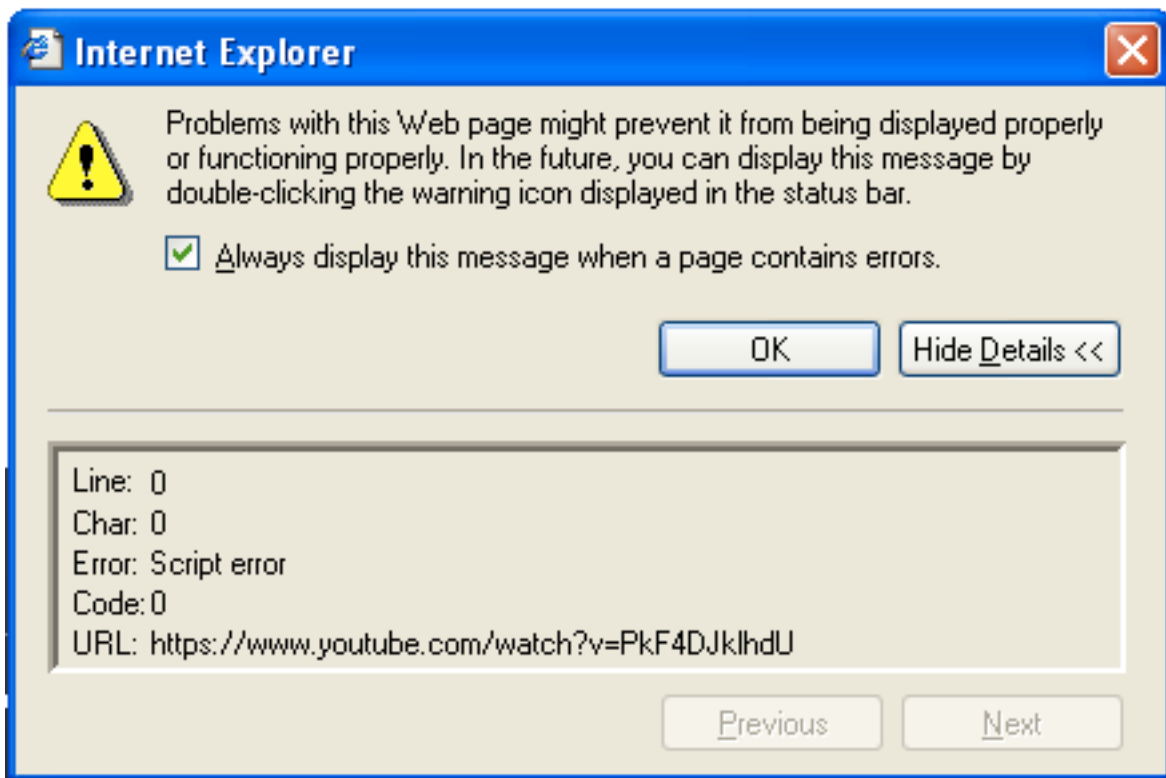 Internet Explorer
Problems with this Web page might prevent it from being displayed properly
or functioning properly. In the future, you can display this message by
double-clicking the warning icon displayed in the status bar.
Always display this message when a page contains errors.
OK
Hide Details <<
Line: 0
Char: 0
Error: Script error
Code: 0
URL: https://www.youtube.com/watch?v=PkF4DJklhdU
Previous
Next